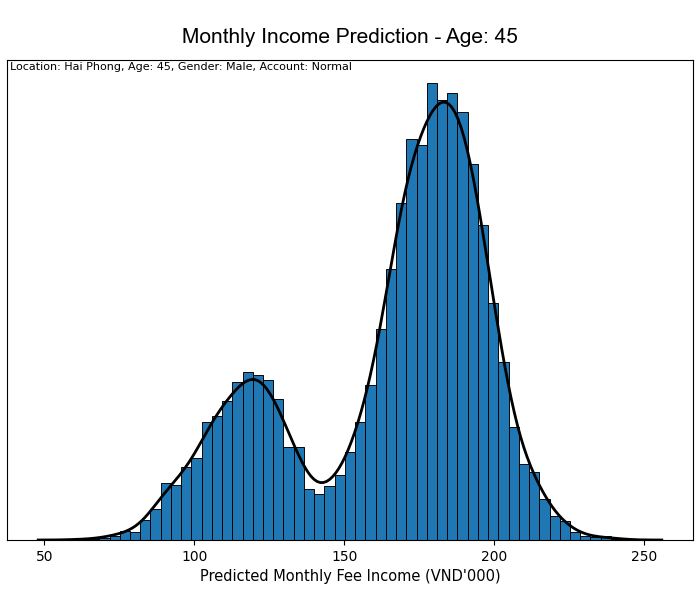 Monthly Income Prediction - Age: 45
Location: Hai Phong, Age: 45, Gender: Male, Account: Normal
50 100 150 200 250
Predicted Monthly Fee Income (VND'000)